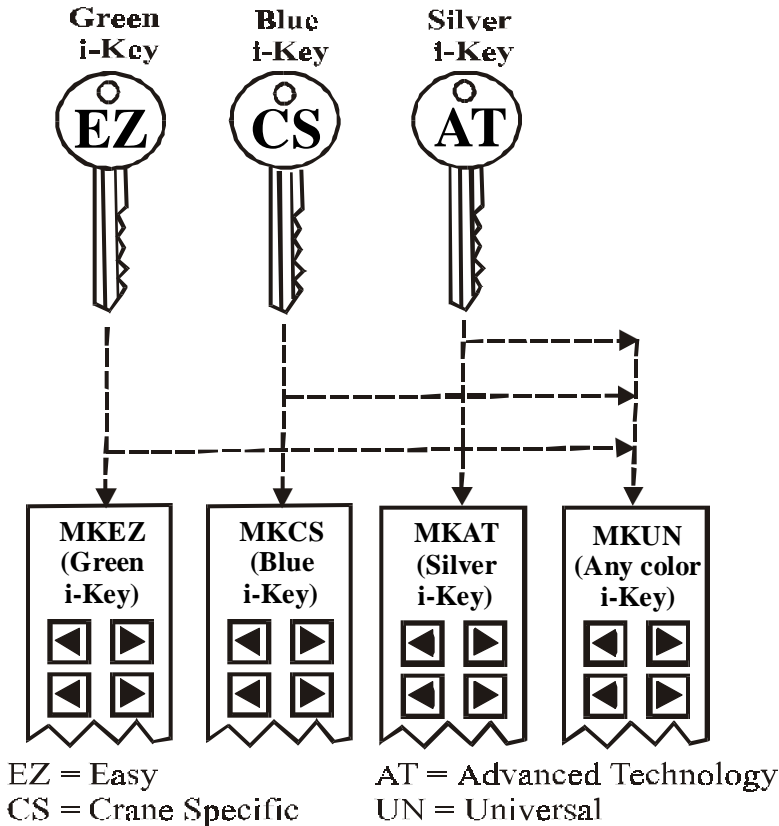 Green
i-Key
Blue
i-Key
Silver
i-Key
EZ
CS
AT
MKEZ
(Green
i-Key)
MKCS
(Blue
i-Key)
MKAT
(Silver
i-Key)
MKUN
(Any color
i-Key)
EZ = Easy
CS = Crane Specific
AT = Advanced Technology
UN = Universal